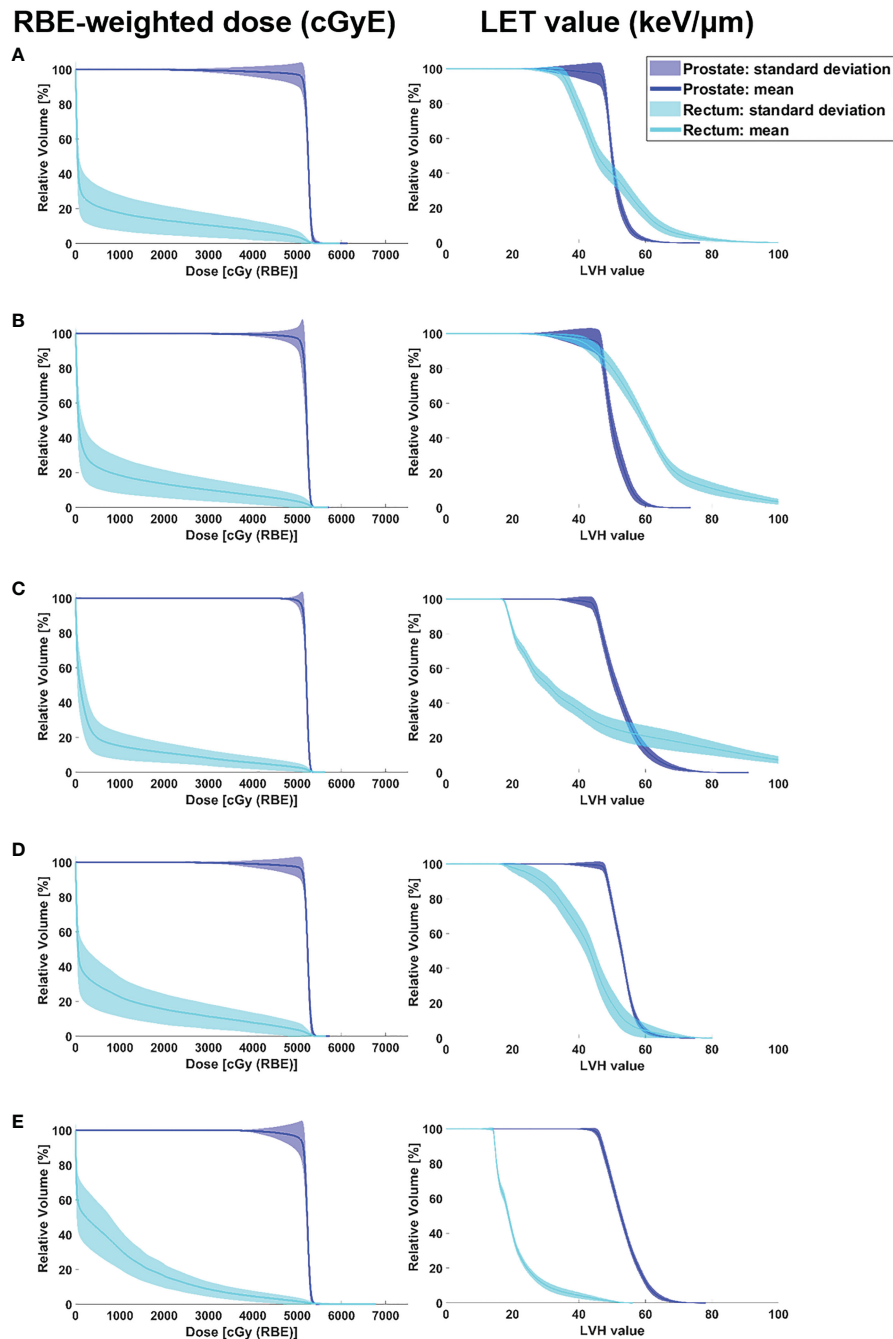 RBE-weighted dose (cGyE) LET value (keV/µm)
A
Prostate: standard deviation
Prostate: mean
Rectum: standard deviation
Rectum: mean
Relative Volume [%]
100
80
60
40
20
0
0 1000 2000 3000 4000 5000 6000 7000
Dose [cGy (RBE)]
Relative Volume [%]
100
80
60
40
20
0
0 20 40 60 80 100
LVH value
B
Relative Volume [%]
100
80
60
40
20
0
0 1000 2000 3000 4000 5000 6000 7000
Dose [cGy (RBE)]
Relative Volume [%]
100
80
60
40
20
0
0 20 40 60 80 100
LVH value
C
Relative Volume [%]
100
80
60
40
20
0
0 1000 2000 3000 4000 5000 6000 7000
Dose [cGy (RBE)]
Relative Volume [%]
100
80
60
40
20
0
0 20 40 60 80 100
LVH value
D
Relative Volume [%]
100
80
60
40
20
0
0 1000 2000 3000 4000 5000 6000 7000
Dose [cGy (RBE)]
Relative Volume [%]
100
80
60
40
20
0
0 20 40 60 80 100
LVH value
E
Relative Volume [%]
100
80
60
40
20
0
0 1000 2000 3000 4000 5000 6000 7000
Dose [cGy (RBE)]
Relative Volume [%]
100
80
60
40
20
0
0 20 40 60 80 100
LVH value